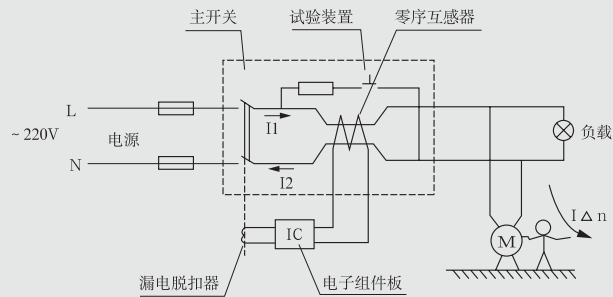 主开关
试验装置
零序互感器
L
I1
~220V
电源
负载
N
I2
I△n
M
IC
漏电脱扣器
电子组件板